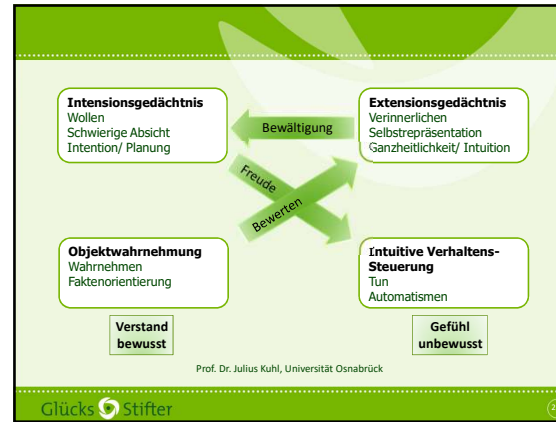 Intensionsgedächtnis
Wollen
Schwierige Absicht
Intention/ Planung
Bewältigung
Extensionsgedächtnis
Verinnerlichen
Selbstrepräsentation
Ganzheitlichkeit/ Intuition
Freude
Bewerten
Objektwahrnehmung
Wahrnehmen
Faktenorientierung
Intuitive Verhaltens-
Steuerung
Tun
Automatismen
Verstand
bewusst
Gefühl
unbewusst
Prof. Dr. Julius Kuhl, Universität Osnabrück
Glücks Stifter